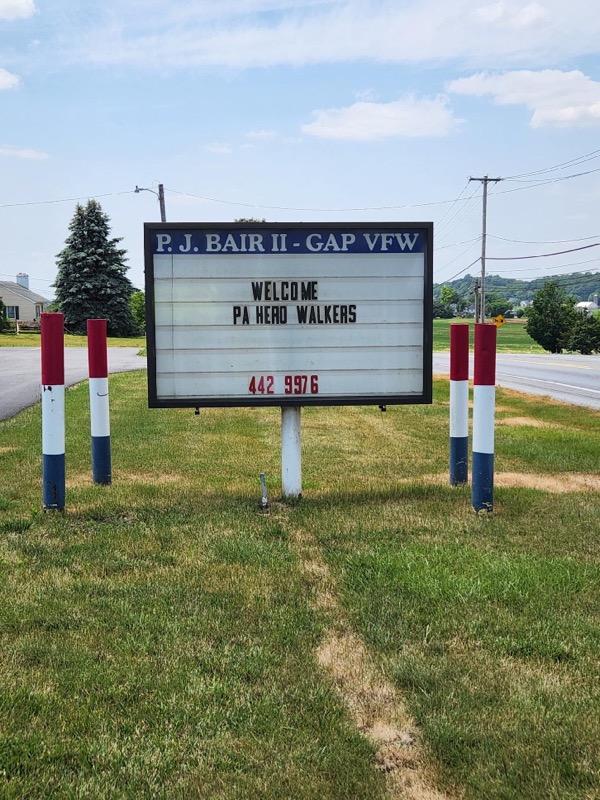 P. J. BAIR II - GAP VFW
WELCOME
PA HERO WALKERS
442 9976